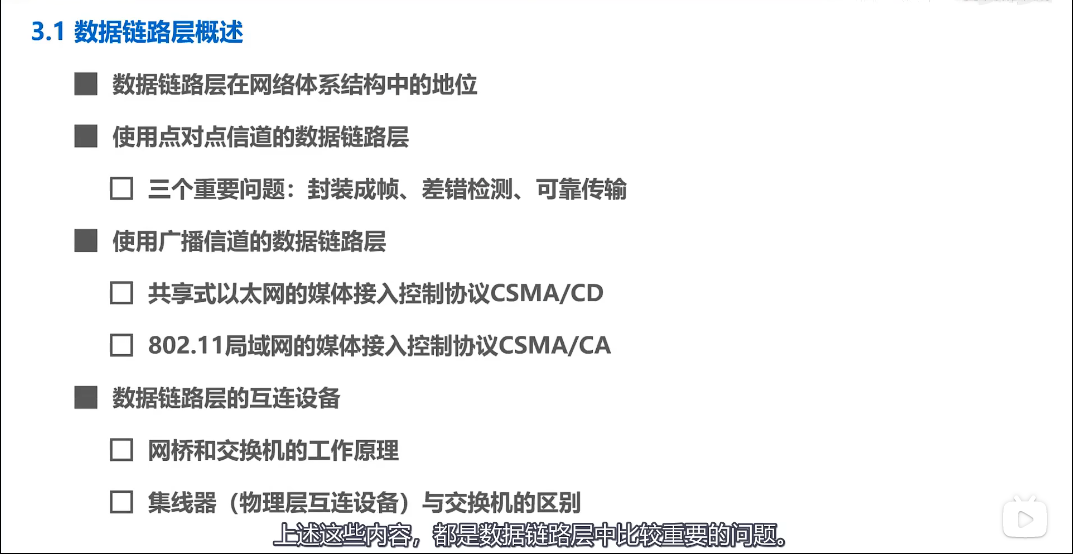 3.1 数据链路层概述
数据链路层在网络体系结构中的地位
使用点对点信道的数据链路层
三个重要问题：封装成帧、差错检测、可靠传输
使用广播信道的数据链路层
共享式以太网的媒体接入控制协议CSMA/CD
802.11局域网的媒体接入控制协议CSMA/CA
数据链路层的互连设备
网桥和交换机的工作原理
集线器（物理层互连设备）与交换机的区别
上述这些内容，都是数据链路层中比较重要的问题。